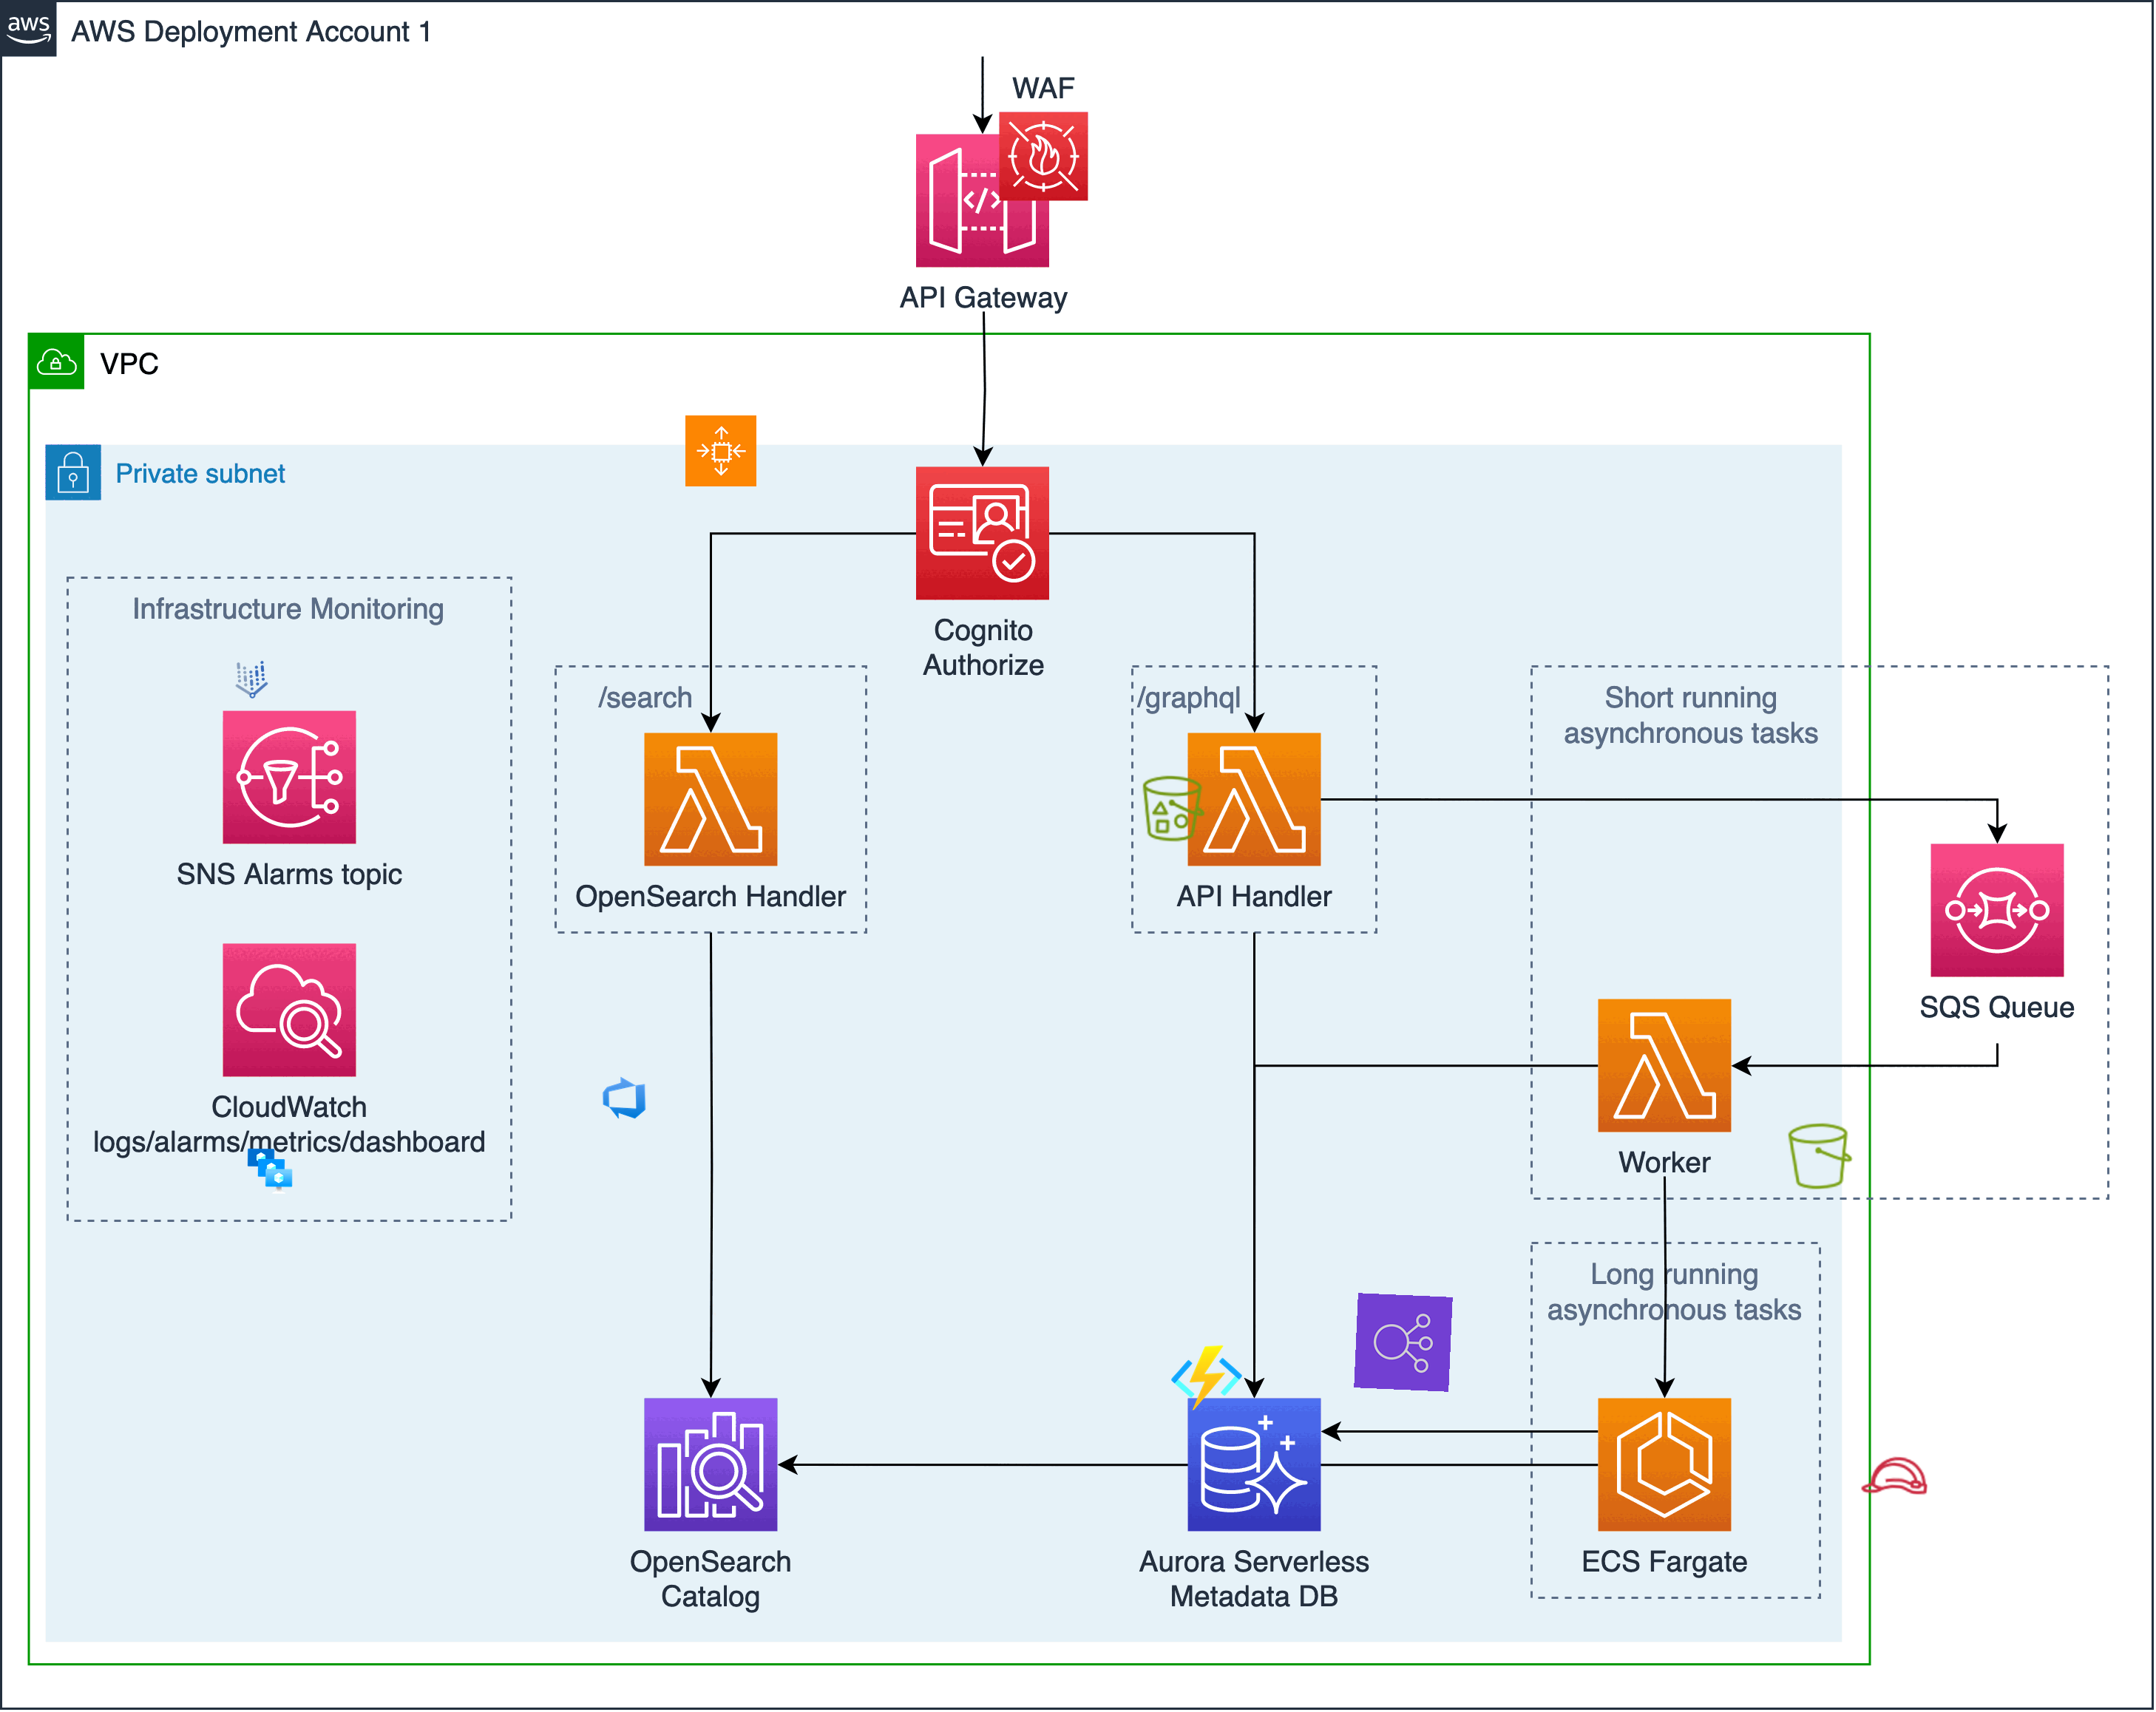 aws
AWS Deployment Account 1
WAF
API Gateway
VPC
Private subnet
Cognito
Authorize
Infrastructure Monitoring
SNS Alarms topic
CloudWatch
logs/alarms/metrics/dashboard
/search
OpenSearch Handler
/graphql
API Handler
Short running
asynchronous tasks
SQS Queue
Worker
Long running
asynchronous tasks
OpenSearch
Catalog
Aurora Serverless
Metadata DB
ECS Fargate